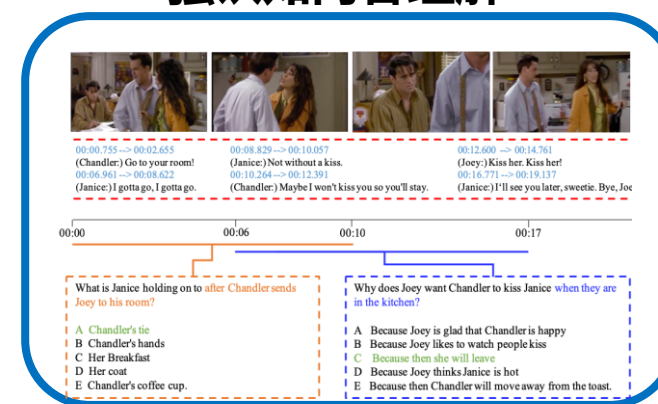 00:00.755 --> 00:02.655
(Chandler:) Go to your room!
00:06.961 --> 00:08.622
(Janice:) I gotta go, I gotta go.
00:08.829 --> 00:10.057
(Janice:) Not without a kiss.
00:10.264 --> 00:12.391
(Chandler:) Maybe I won't kiss you so you'll stay.
00:12.600 --> 00:14.761
(Joey:) Kiss her. Kiss her!
00:16.771 --> 00:19.137
(Janice:) I'll see you later, sweetie. Bye, Joe
00:00 00:06 00:10 00:17
What is Janice holding on to after Chandler sends
Joey to his room?
A Chandler's tie
B Chandler's hands
C Her Breakfast
D Her coat
E Chandler's coffee cup.
Why does Joey want Chandler to kiss Janice when they are
in the kitchen?
A Because Joey is glad that Chandler is happy
B Because Joey likes to watch people kiss
C Because then she will leave
D Because Joey thinks Janice is hot
E Because then Chandler will move away from the toast.